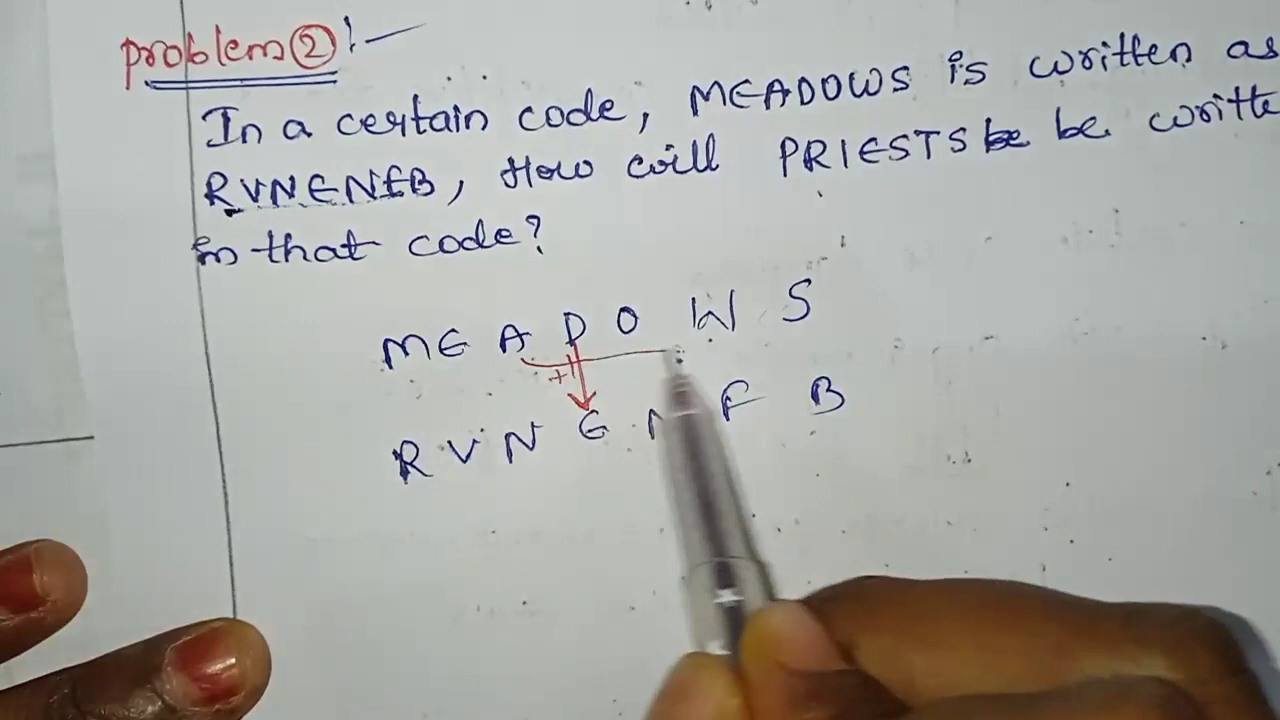 problem ② :-
In a certain code, MEADOWS is written as
RVNENFB, How will PRIESTS be be writte
in that code?
M E A D O W S
+1
R V N E N F B